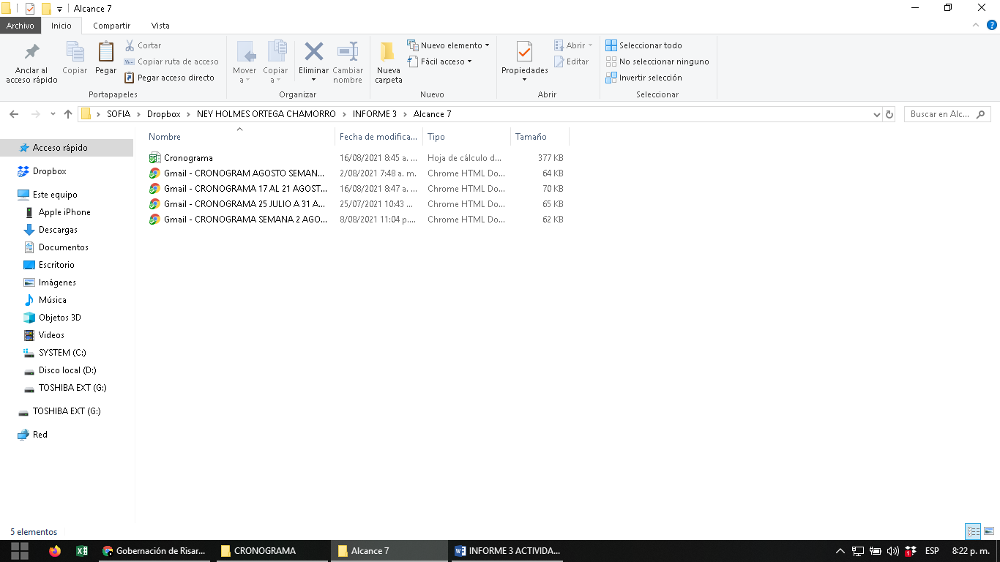 Alcance 7
Archivo Inicio Compartir Vista
Anclar al acceso rápido
Copiar
Pegar
Cortar
Copiar ruta de acceso
Pegar acceso directo
Portapapeles
Mover a
Copiar a
Eliminar
Cambiar nombre
Organizar
Nueva carpeta
Nuevo elemento
Fácil acceso
Nuevo
Propiedades
Abrir
Editar
Abrir
Seleccionar todo
No seleccionar ninguno
Invertir selección
Seleccionar
SOFIA > Dropbox > NEY HOLMES ORTEGA CHAMORRO > INFORME 3 > Alcance 7
Buscar en Alc...
Acceso rápido
Dropbox
Este equipo
Apple iPhone
Descargas
Documentos
Escritorio
Imágenes
Música
Objetos 3D
Videos
SYSTEM (C:)
Disco local (D:)
TOSHIBA EXT (G:)
TOSHIBA EXT (G:)
Red
Nombre Fecha de modifica... Tipo Tamaño
Cronograma 16/08/2021 8:45 a. ... Hoja de cálculo d... 377 KB
Gmail - CRONOGRAM AGOSTO SEMAN... 2/08/2021 7:48 a. m. Chrome HTML Do... 64 KB
Gmail - CRONOGRAMA 17 AL 21 AGOST... 16/08/2021 8:47 a. ... Chrome HTML Do... 70 KB
Gmail - CRONOGRAMA 25 JULIO A 31 A... 25/07/2021 10:43 ... Chrome HTML Do... 65 KB
Gmail - CRONOGRAMA SEMANA 2 AGO... 8/08/2021 11:04 p.... Chrome HTML Do... 62 KB
5 elementos
Gobernación de Risar... CRONOGRAMA Alcance 7 INFORME 3 ACTIVIDA... 1 ESP 8:22 p. m.